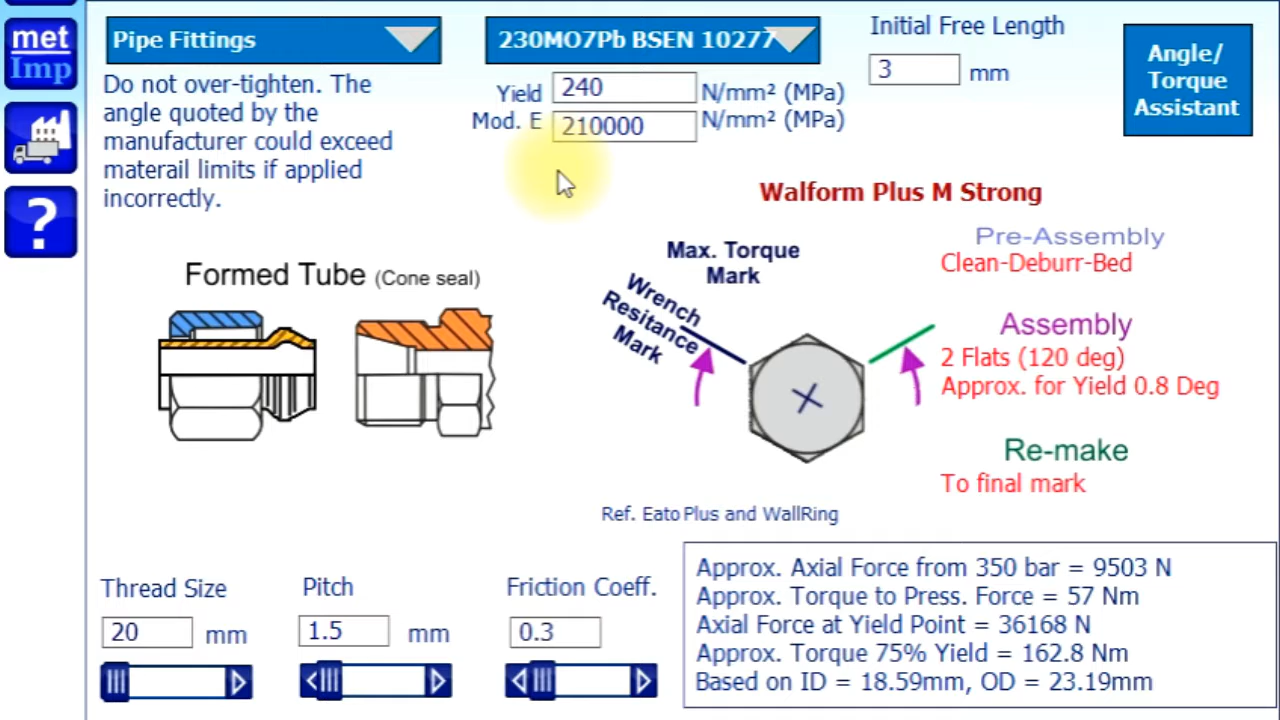 met
Imp
?
Pipe Fittings
230MO7Pb BSEN 10277
Initial Free Length
3 mm
Angle/
Torque
Assistant
Do not over-tighten. The
angle quoted by the
manufacturer could exceed
materail limits if applied
incorrectly.
Yield 240 N/mm² (MPa)
Mod. E 210000 N/mm² (MPa)
Walform Plus M Strong
Formed Tube (Cone seal)
Max. Torque
Mark
Wrench
Resitance
Mark
Pre-Assembly
Clean-Deburr-Bed
Assembly
2 Flats (120 deg)
Approx. for Yield 0.8 Deg
Re-make
To final mark
Ref. Eato Plus and WallRing
Thread Size
20 mm
Pitch
1.5 mm
Friction Coeff.
0.3
Approx. Axial Force from 350 bar = 9503 N
Approx. Torque to Press. Force = 57 Nm
Axial Force at Yield Point = 36168 N
Approx. Torque 75% Yield = 162.8 Nm
Based on ID = 18.59mm, OD = 23.19mm